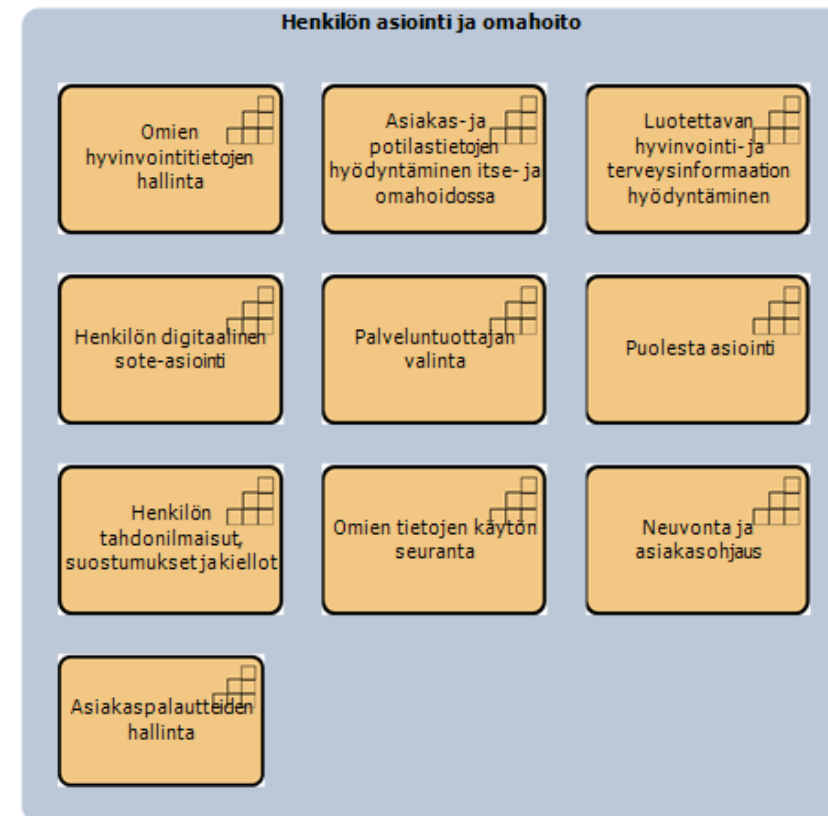 Henkilön asiointi ja omahoito
Omien
hyvinvointitietojen
hallinta
Asiakas- ja
potilastietojen
hyödyntäminen itse- ja
omahoidossa
Luotettavan
hyvinvointi- ja
terveysinformaation
hyödyntäminen
Henkilön digitaalinen
sote-asiointi
Palveluntuottajan
valinta
Puolesta asiointi
Henkilön
tahdonilmaisut,
suostumukset ja kiellot
Omien tietojen käytön
seuranta
Neuvonta ja
asiakasohjaus
Asiakaspalautteiden
hallinta